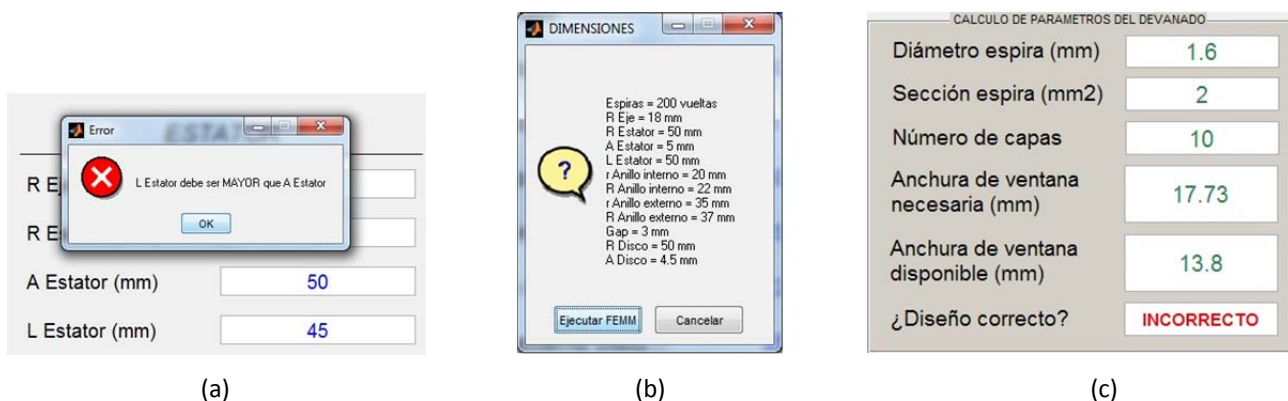 Error
ESTATOR
L Estator debe ser MAYOR que A Estator
OK
R Ej
R Es
A Estator (mm) 50
L Estator (mm) 45
(a)
DIMENSIONES
Espiras = 200 vueltas
R Eje = 18 mm
R Estator = 50 mm
A Estator = 5 mm
L Estator = 50 mm
r Anillo interno = 20 mm
R Anillo interno = 22 mm
r Anillo externo = 35 mm
R Anillo externo = 37 mm
Gap = 3 mm
R Disco = 50 mm
A Disco = 4.5 mm
?
Ejecutar FEMM Cancelar
(b)
CALCULO DE PARAMETROS DEL DEVANADO
Diámetro espira (mm) 1.6
Sección espira (mm2) 2
Número de capas 10
Anchura de ventana
necesaria (mm) 17.73
Anchura de ventana
disponible (mm) 13.8
¿Diseño correcto? INCORRECTO
(c)